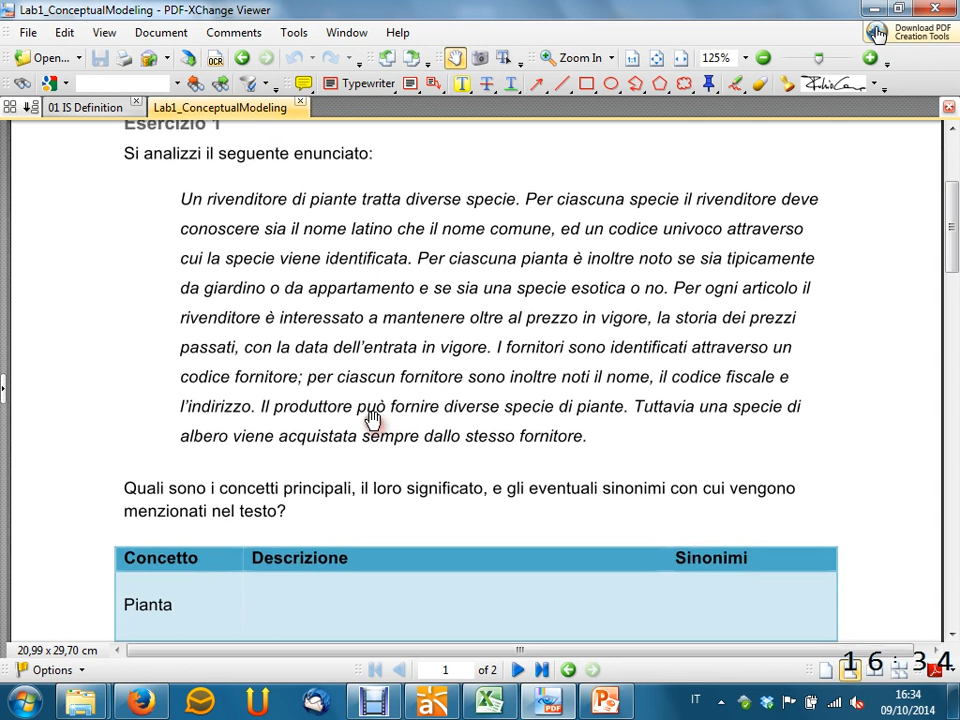 Lab1_ConceptualModeling - PDF-XChange Viewer
File Edit View Document Comments Tools Window Help
Download PDF
Creation Tools
Open... OCR Zoom In 125%
Typewriter
01 IS Definition Lab1_ConceptualModeling
Esercizio 1
Si analizzi il seguente enunciato:
Un rivenditore di piante tratta diverse specie. Per ciascuna specie il rivenditore deve
conoscere sia il nome latino che il nome comune, ed un codice univoco attraverso
cui la specie viene identificata. Per ciascuna pianta è inoltre noto se sia tipicamente
da giardino o da appartamento e se sia una specie esotica o no. Per ogni articolo il
rivenditore è interessato a mantenere oltre al prezzo in vigore, la storia dei prezzi
passati, con la data dell'entrata in vigore. I fornitori sono identificati attraverso un
codice fornitore; per ciascun fornitore sono inoltre noti il nome, il codice fiscale e
l'indirizzo. Il produttore può fornire diverse specie di piante. Tuttavia una specie di
albero viene acquistata sempre dallo stesso fornitore.
Quali sono i concetti principali, il loro significato, e gli eventuali sinonimi con cui vengono
menzionati nel testo?
Concetto Descrizione Sinonimi
Pianta
20,99 x 29,70 cm
Options 1 of 2
16:34
IT 16:34
09/10/2014